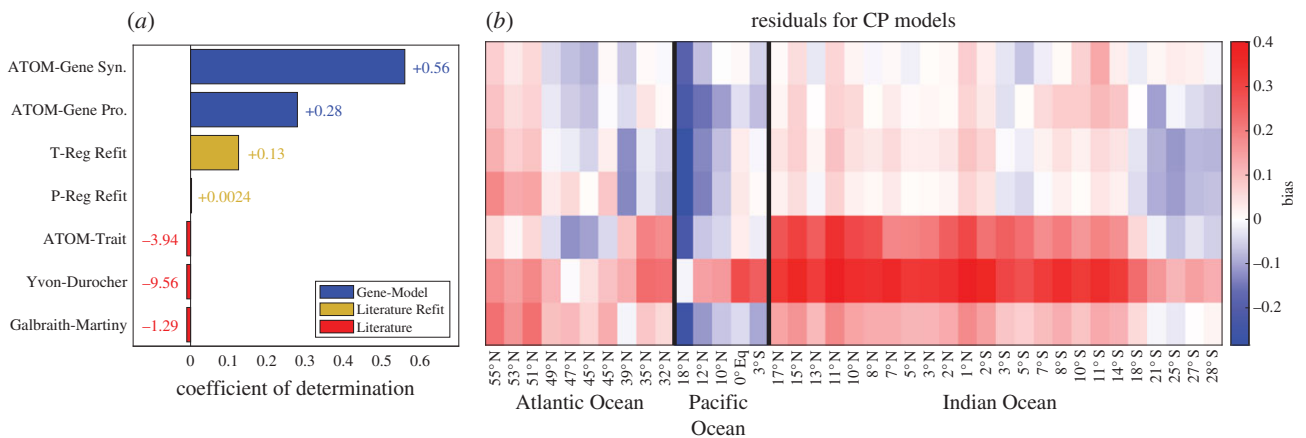 (a)
ATOM-Gene Syn.
ATOM-Gene Pro.
T-Reg Refit
P-Reg Refit
ATOM-Trait
Yvon-Durocher
Galbraith-Martiny
+0.56
+0.28
+0.13
+0.0024
–3.94
–9.56
–1.29
Gene-Model
Literature Refit
Literature
0 0.1 0.2 0.3 0.4 0.5 0.6
coefficient of determination
(b)
residuals for CP models
55° N
53° N
51° N
49° N
47° N
45° N
45° N
39° N
35° N
32° N
18° N
12° N
10° N
0° Eq
3° S
17° N
15° N
13° N
11° N
10° N
8° N
7° N
5° N
3° N
2° N
1° N
2° S
3° S
5° S
7° S
8° S
10° S
11° S
14° S
18° S
21° S
25° S
27° S
28° S
Atlantic Ocean
Pacific
Ocean
Indian Ocean
0.4
0.3
0.2
0.1
0
–0.1
–0.2
bias